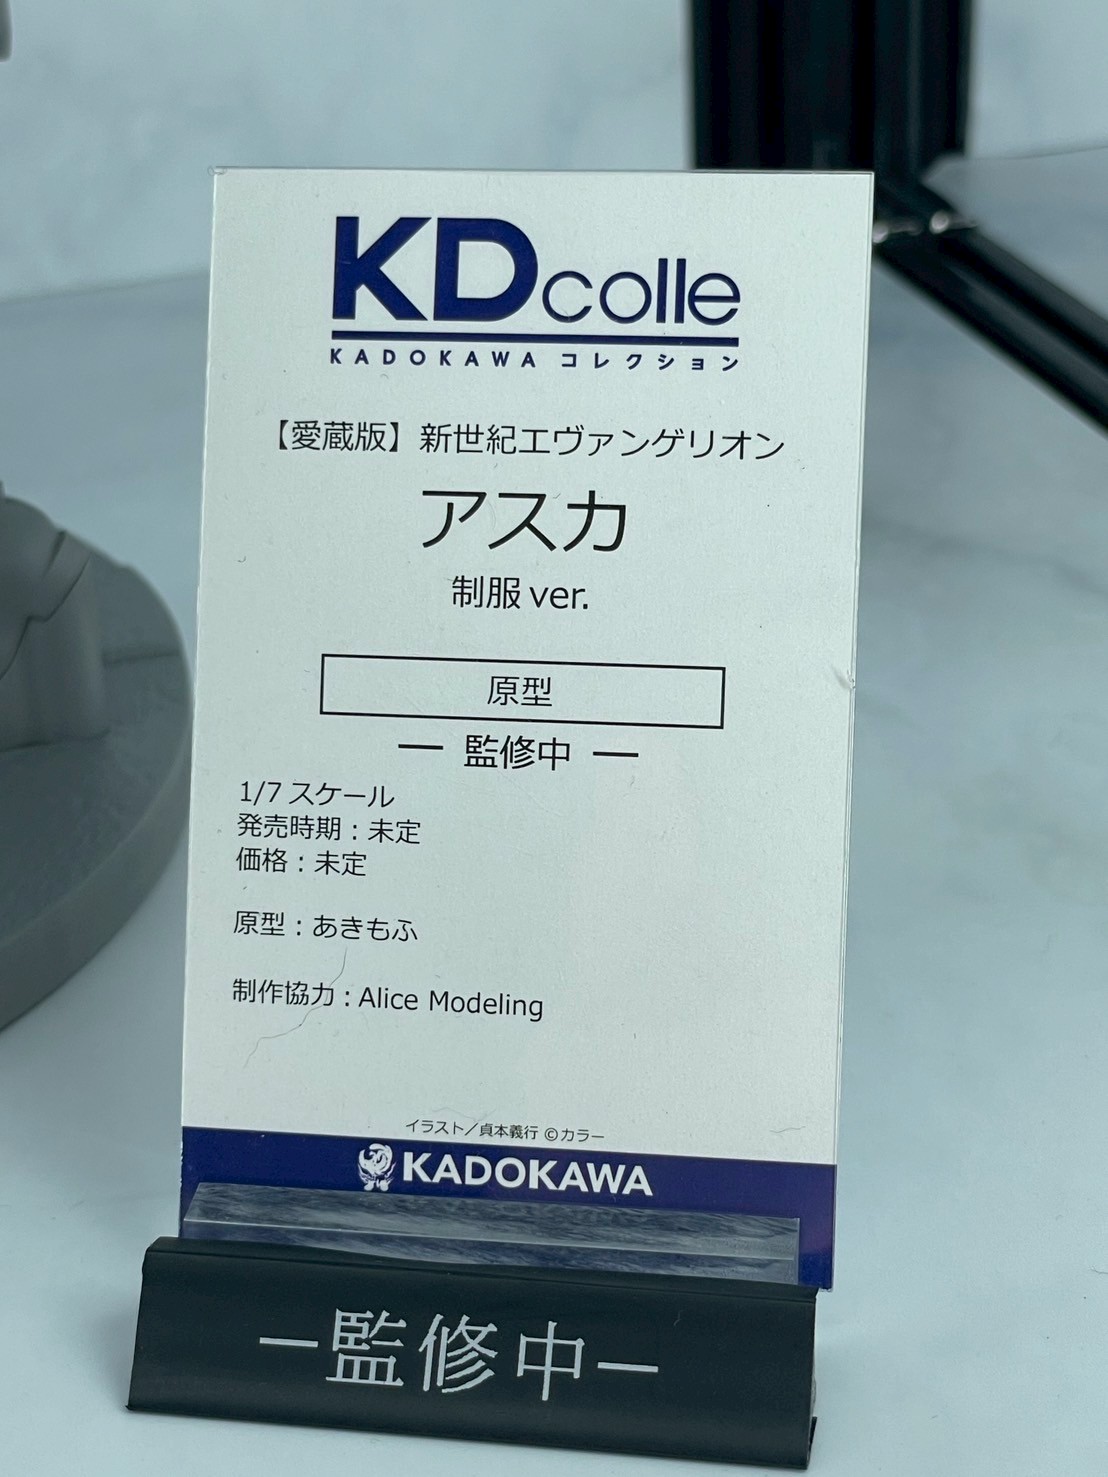 KDcolle
KADOKAWA コレクション
【愛蔵版】新世紀エヴァンゲリオン
アスカ
制服 ver.
原型
― 監修中 ―
1/7 スケール
発売時期：未定
価格：未定
原型：あきもふ
制作協力：Alice Modeling
イラスト／貞本義行 ©カラー
KADOKAWA
―監修中―